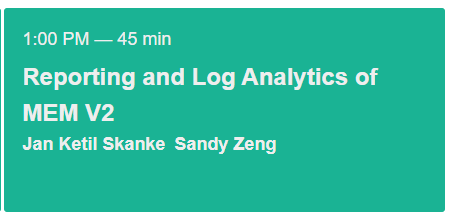 1:00 PM — 45 min
Reporting and Log Analytics of
MEM V2
Jan Ketil Skanke  Sandy Zeng